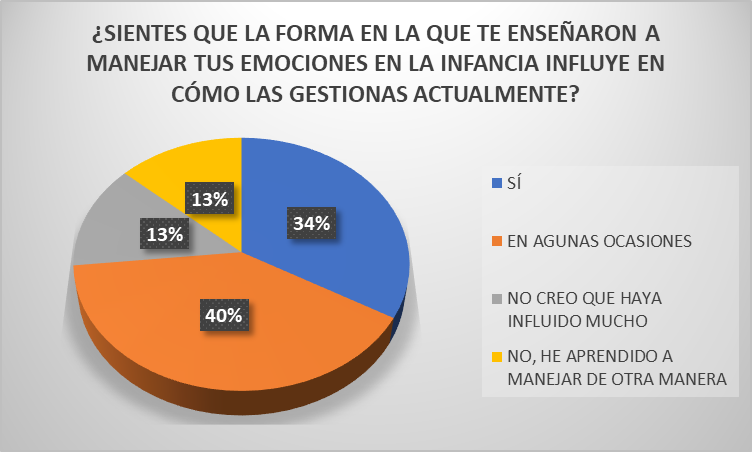 ¿SIENTES QUE LA FORMA EN LA QUE TE ENSEÑARON A
MANEJAR TUS EMOCIONES EN LA INFANCIA INFLUYE EN
CÓMO LAS GESTIONAS ACTUALMENTE?
34%
40%
13%
13%
SÍ
EN AGUNAS OCASIONES
NO CREO QUE HAYA
INFLUIDO MUCHO
NO, HE APRENDIDO A
MANEJAR DE OTRA MANERA